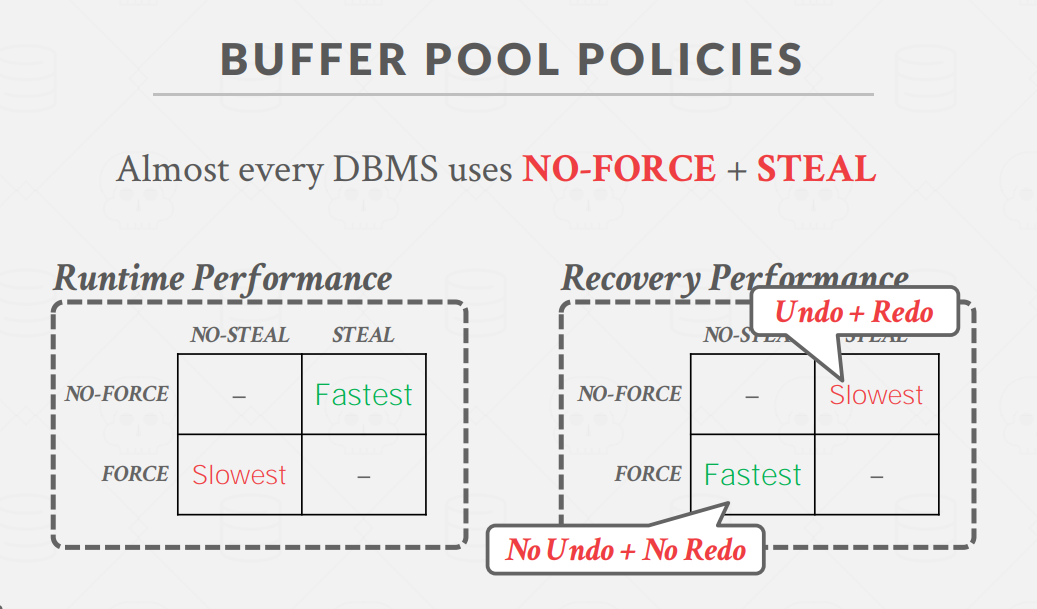 BUFFER POOL POLICIES
Almost every DBMS uses NO-FORCE + STEAL
Runtime Performance
NO-STEAL STEAL
NO-FORCE – Fastest
FORCE Slowest –
Recovery Performance
Undo + Redo
NO-STEAL STEAL
NO-FORCE – Slowest
FORCE Fastest –
No Undo + No Redo